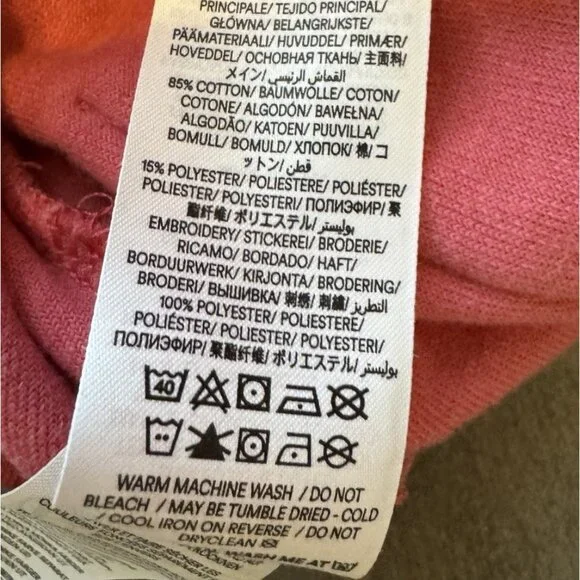 PRINCIPALE/ TEJIDO PRINCIPAL/
GŁÓWNA/ BELANGRIJKSTE/
PÄÄMATERIAALI/ HUVUDDEL/ PRIMÆR/
HOVEDDEL/ ОСНОВНАЯ ТКАНЬ/ 主面料/
メイン/ القماش الرئيسي/
85% COTTON/ BAUMWOLLE/ COTON/
COTONE/ ALGODÓN/ BAWEŁNA/
ALGODÃO/ KATOEN/ PUUVILLA/
BOMULL/ BOMULD/ ХЛОПОК/ 棉/ コ
ットン/ قطن/
15% POLYESTER/ POLIESTERE/ POLIÉSTER/
POLIESTER/ POLYESTERI/ ПОЛИЭФИР/ 聚
酯纤维/ ポリエステル/ بوليستر/
EMBROIDERY/ STICKEREI/ BRODERIE/
RICAMO/ BORDADO/ HAFT/
BORDUURWERK/ KIRJONTA/ BRODERING/
BRODERI/ ВЫШИВКА/ 刺绣/ 刺繍/ التطريز/
100% POLYESTER/ POLIESTERE/
POLIÉSTER/ POLIESTER/ POLYESTERI/
ПОЛИЭФИР/ 聚酯纤维/ ポリエステル/ بوليستر/
40
WARM MACHINE WASH / DO NOT
BLEACH / MAY BE TUMBLE DRIED - COLD
/ COOL IRON ON REVERSE / DO NOT
DRYCLEAN
WASH ME AT 30